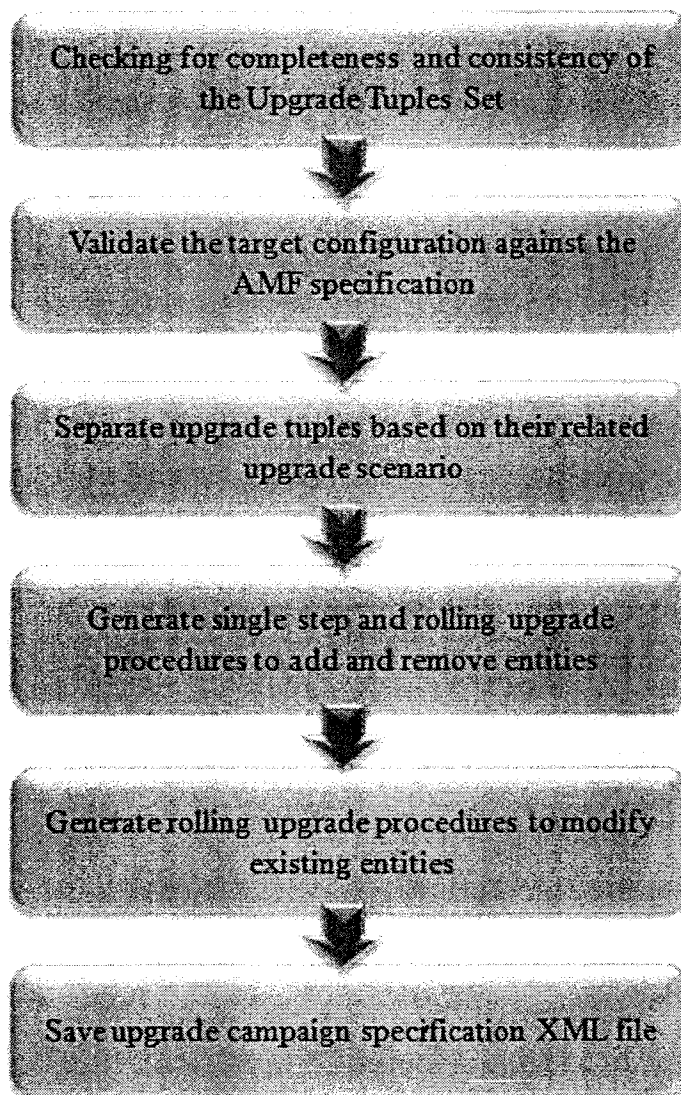 Checking for completeness and consistency of
the Upgrade Tuples Set
Validate the target configuration against the
AMF specification
Separate upgrade tuples based on their related
upgrade scenario
Generate single step and rolling upgrade
procedures to add and remove entities
Generate rolling upgrade procedures to modify
existing entities
Save upgrade campaign specification XML file